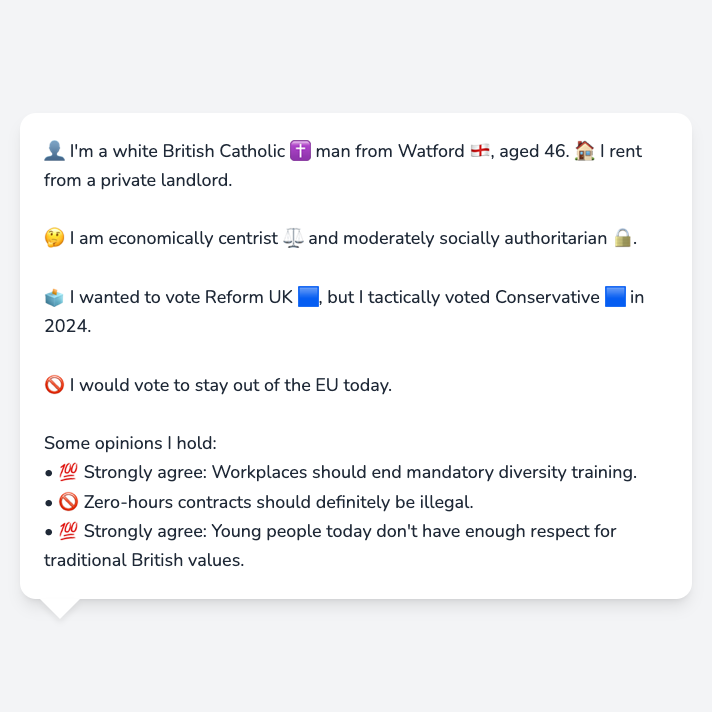 👤 I'm a white British Catholic ✝️ man from Watford 🏴󠁧󠁢󠁥󠁮󠁧󠁿, aged 46. 🏠 I rent
from a private landlord.
🤔 I am economically centrist ⚖️ and moderately socially authoritarian 🔒.
🗳️ I wanted to vote Reform UK 🟦, but I tactically voted Conservative 🟦 in
2024.
🚫 I would vote to stay out of the EU today.
Some opinions I hold:
• 💯 Strongly agree: Workplaces should end mandatory diversity training.
• 🚫 Zero-hours contracts should definitely be illegal.
• 💯 Strongly agree: Young people today don't have enough respect for
traditional British values.